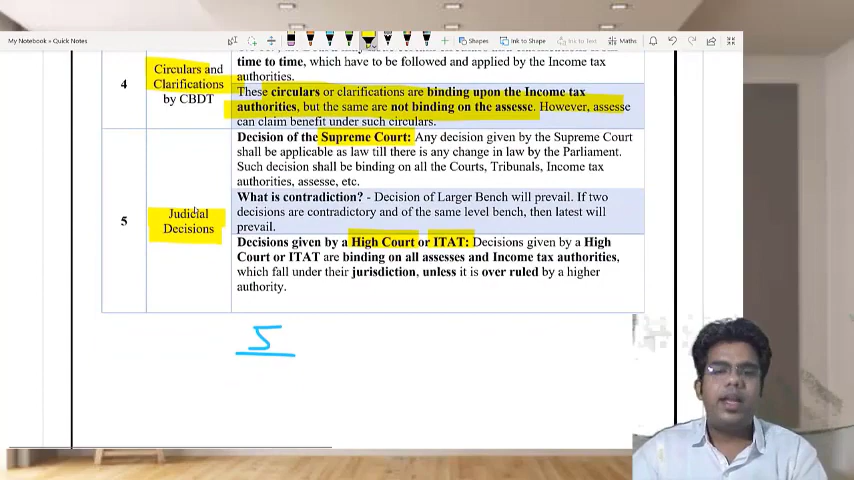 My Notebook » Quick Notes
Shapes
Ink to Shape
Ink to Text
Maths
time to time, which have to be followed and applied by the Income tax
authorities.
4
Circulars and
Clarifications
by CBDT
These circulars or clarifications are binding upon the Income tax
authorities, but the same are not binding on the assesse. However, assesse
can claim benefit under such circulars.
5
Judicial
Decisions
Decision of the Supreme Court: Any decision given by the Supreme Court
shall be applicable as law till there is any change in law by the Parliament.
Such decision shall be binding on all the Courts, Tribunals, Income tax
authorities, assesse, etc.
What is contradiction? - Decision of Larger Bench will prevail. If two
decisions are contradictory and of the same level bench, then latest will
prevail.
Decisions given by a High Court or ITAT: Decisions given by a High
Court or ITAT are binding on all assesses and Income tax authorities,
which fall under their jurisdiction, unless it is over ruled by a higher
authority.
5